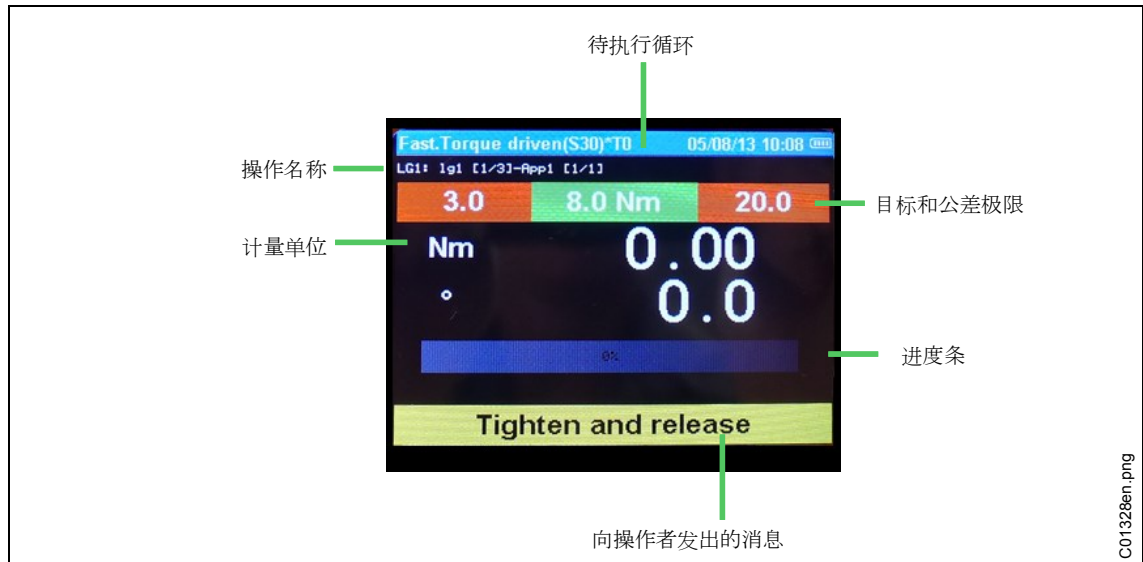 待执行循环
Fast.Torque driven(S30)*T0 05/08/13 10:08
操作名称
LG1: lg1 [1/3]-App1 [1/1]
3.0 8.0 Nm 20.0
目标和公差极限
计量单位
Nm 0.00
° 0.0
0%
进度条
Tighten and release
向操作者发出的消息
C01328en.png